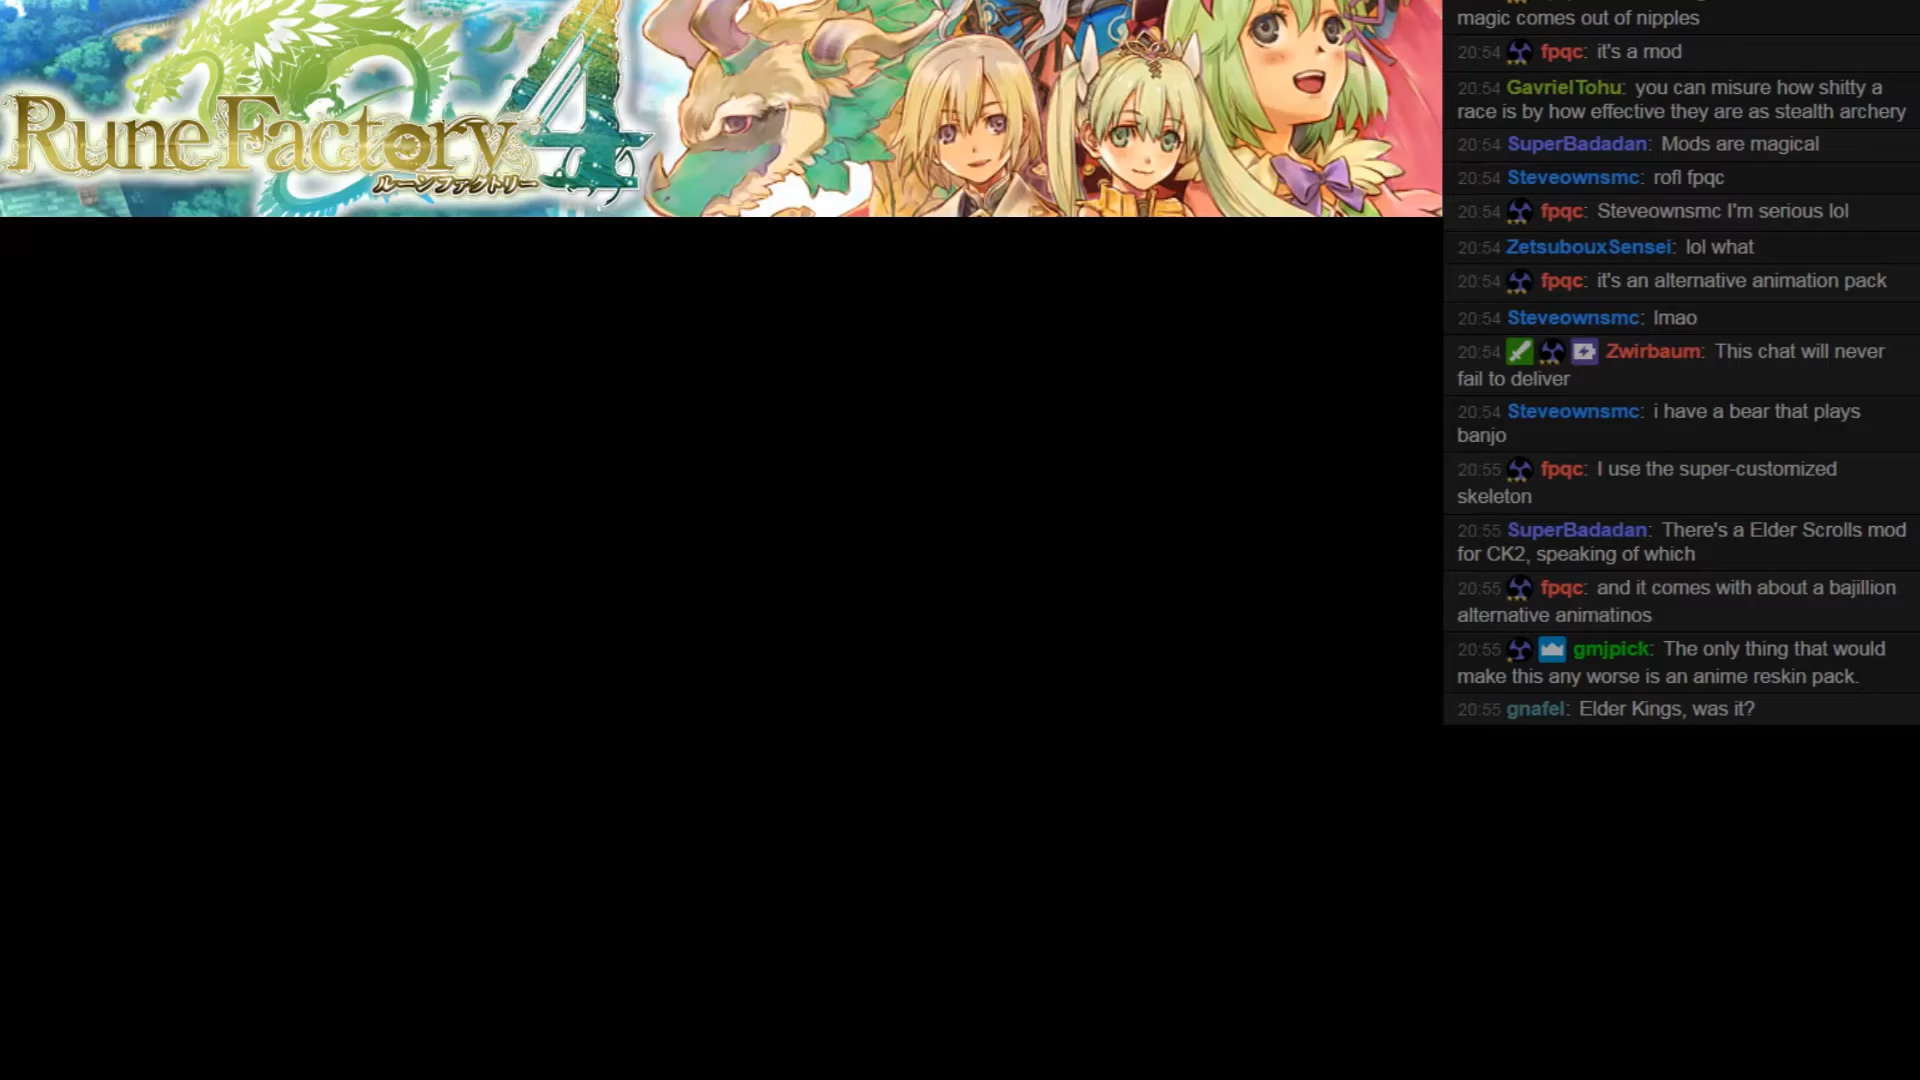 Rune Factory 4
ルーンファクトリー
magic comes out of nipples
20:54 fpqc: it's a mod
20:54 GavrielTohu: you can misure how shitty a
race is by how effective they are as stealth archery
20:54 SuperBadadan: Mods are magical
20:54 Steveownsmc: rofl fpqc
20:54 fpqc: Steveownsmc I'm serious lol
20:54 ZetsubouxSensei: lol what
20:54 fpqc: it's an alternative animation pack
20:54 Steveownsmc: lmao
20:54 Zwirbaum: This chat will never
fail to deliver
20:54 Steveownsmc: i have a bear that plays
banjo
20:55 fpqc: I use the super-customized
skeleton
20:55 SuperBadadan: There's a Elder Scrolls mod
for CK2, speaking of which
20:55 fpqc: and it comes with about a bajillion
alternative animatinos
20:55 gmjpick: The only thing that would
make this any worse is an anime reskin pack.
20:55 gnafel: Elder Kings, was it?